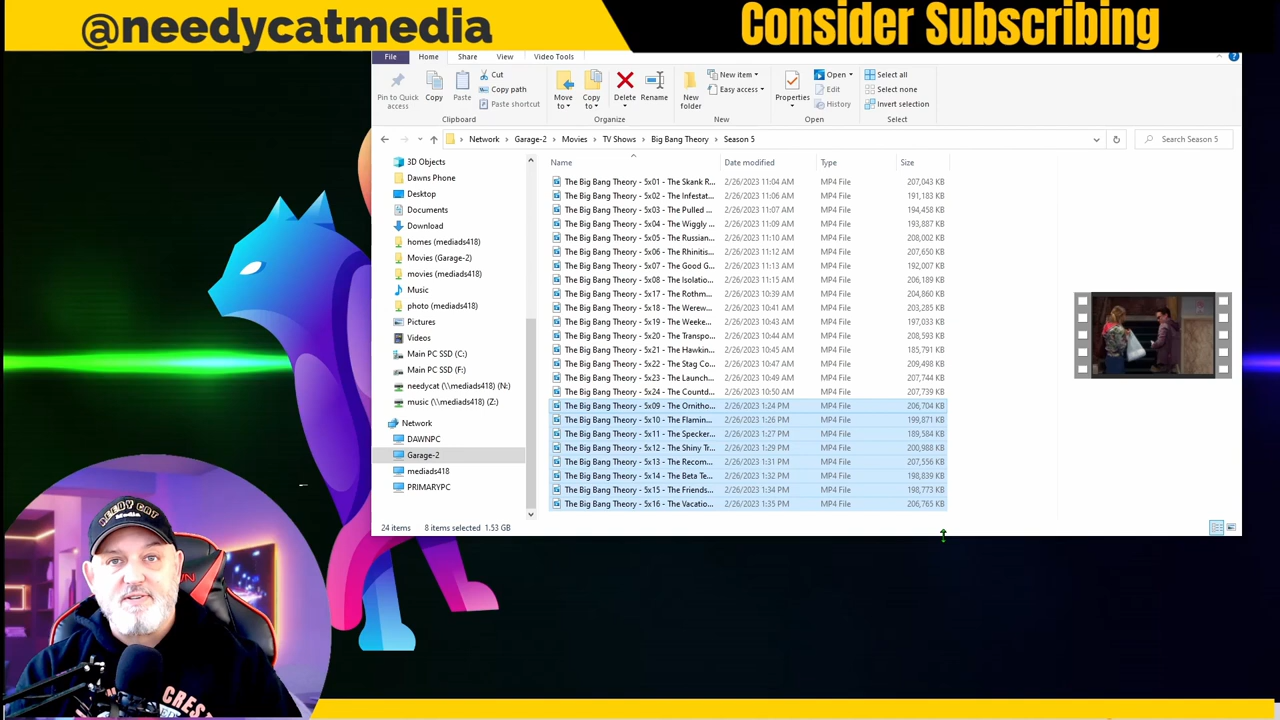 @needycatmedia
Consider Subscribing
File Home Share View Video Tools
Pin to Quick access
Copy
Paste
Cut
Copy path
Paste shortcut
Move to
Copy to
Delete
Rename
New folder
New item
Easy access
Properties
Open
Edit
History
Select all
Select none
Invert selection
Clipboard Organize New Open Select
Network › Garage-2 › Movies › TV Shows › Big Bang Theory › Season 5
Search Season 5
3D Objects
Dawns Phone
Desktop
Documents
Download
homes (mediads418)
Movies (Garage-2)
movies (mediads418)
Music
photo (mediads418)
Pictures
Videos
Main PC SSD (C:)
Main PC SSD (F:)
needycat (\\mediads418) (N:)
music (\\mediads418) (Z:)
Network
DAWNPC
Garage-2
mediads418
PRIMARYPC
Name Date modified Type Size
The Big Bang Theory - 5x01 - The Skank R... 2/26/2023 11:04 AM MP4 File 207,043 KB
The Big Bang Theory - 5x02 - The Infestat... 2/26/2023 11:06 AM MP4 File 191,183 KB
The Big Bang Theory - 5x03 - The Pulled ... 2/26/2023 11:07 AM MP4 File 194,458 KB
The Big Bang Theory - 5x04 - The Wiggly ... 2/26/2023 11:09 AM MP4 File 193,887 KB
The Big Bang Theory - 5x05 - The Russian... 2/26/2023 11:10 AM MP4 File 208,002 KB
The Big Bang Theory - 5x06 - The Rhinitis... 2/26/2023 11:12 AM MP4 File 207,650 KB
The Big Bang Theory - 5x07 - The Good G... 2/26/2023 11:13 AM MP4 File 192,007 KB
The Big Bang Theory - 5x08 - The Isolatio... 2/26/2023 11:15 AM MP4 File 206,189 KB
The Big Bang Theory - 5x17 - The Rothm... 2/26/2023 10:39 AM MP4 File 204,860 KB
The Big Bang Theory - 5x18 - The Werew... 2/26/2023 10:41 AM MP4 File 203,285 KB
The Big Bang Theory - 5x19 - The Weeke... 2/26/2023 10:43 AM MP4 File 197,033 KB
The Big Bang Theory - 5x20 - The Transpo... 2/26/2023 10:44 AM MP4 File 208,593 KB
The Big Bang Theory - 5x21 - The Hawkin... 2/26/2023 10:45 AM MP4 File 185,791 KB
The Big Bang Theory - 5x22 - The Stag Co... 2/26/2023 10:47 AM MP4 File 209,498 KB
The Big Bang Theory - 5x23 - The Launch... 2/26/2023 10:49 AM MP4 File 207,744 KB
The Big Bang Theory - 5x24 - The Countd... 2/26/2023 10:50 AM MP4 File 207,739 KB
The Big Bang Theory - 5x09 - The Ornitho... 2/26/2023 1:24 PM MP4 File 206,704 KB
The Big Bang Theory - 5x10 - The Flamin... 2/26/2023 1:26 PM MP4 File 199,871 KB
The Big Bang Theory - 5x11 - The Specker... 2/26/2023 1:27 PM MP4 File 189,584 KB
The Big Bang Theory - 5x12 - The Shiny Tr... 2/26/2023 1:29 PM MP4 File 200,988 KB
The Big Bang Theory - 5x13 - The Recom... 2/26/2023 1:31 PM MP4 File 207,556 KB
The Big Bang Theory - 5x14 - The Beta Te... 2/26/2023 1:32 PM MP4 File 198,839 KB
The Big Bang Theory - 5x15 - The Friends... 2/26/2023 1:34 PM MP4 File 198,773 KB
The Big Bang Theory - 5x16 - The Vacatio... 2/26/2023 1:35 PM MP4 File 206,765 KB
24 items 8 items selected 1.53 GB
NEEDY CAT
Media
CREST